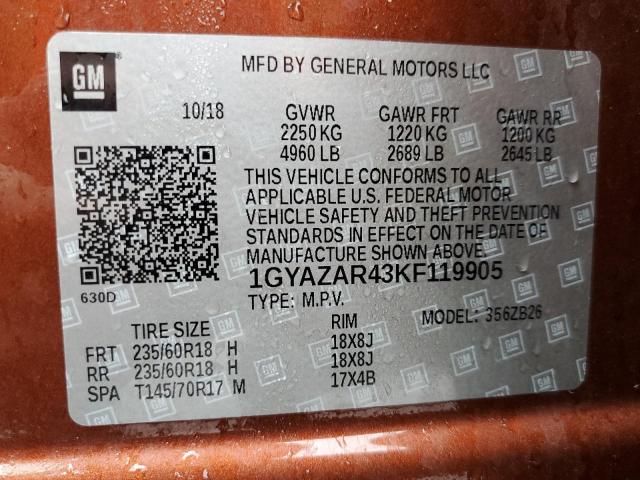 GM
MFD BY GENERAL MOTORS LLC
10/18 GVWR GAWR FRT GAWR RR
2250 KG 1220 KG 1200 KG
4960 LB 2689 LB 2645 LB
THIS VEHICLE CONFORMS TO ALL
APPLICABLE U.S. FEDERAL MOTOR
VEHICLE SAFETY AND THEFT PREVENTION
STANDARDS IN EFFECT ON THE DATE OF
MANUFACTURE SHOWN ABOVE.
1GYAZAR43KF119905
630D
TYPE: M.P.V. MODEL: 356ZB26
TIRE SIZE RIM
FRT 235/60R18 H 18X8J
RR 235/60R18 H 18X8J
SPA T145/70R17 M 17X4B